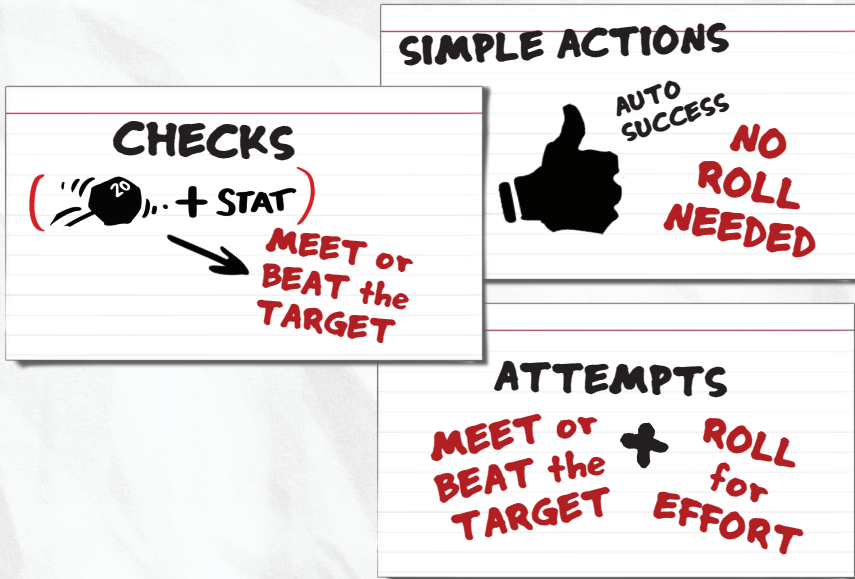 SIMPLE ACTIONS
AUTO
SUCCESS
NO
ROLL
NEEDED
CHECKS
( 20 + STAT )
MEET or
BEAT the
TARGET
ATTEMPTS
MEET or
BEAT the
TARGET
+
ROLL
for
EFFORT